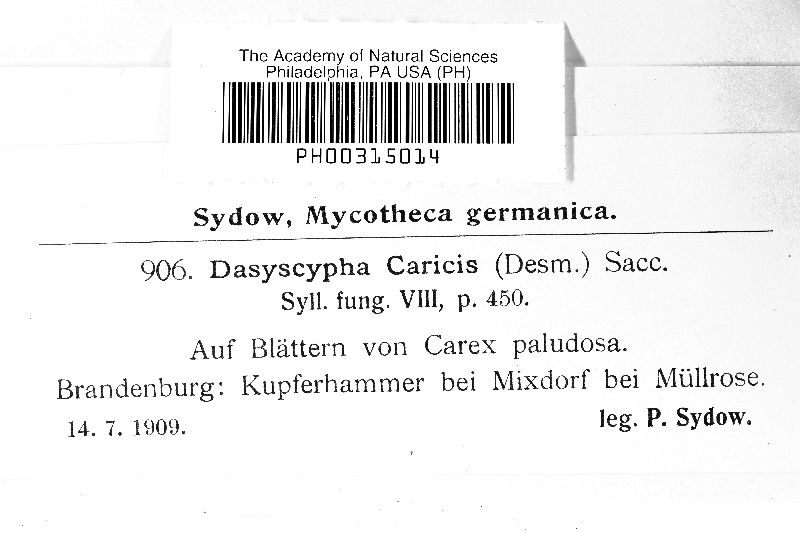 The Academy of Natural Sciences
Philadelphia, PA USA (PH)
PH00315014
Sydow, Mycotheca germanica.
906. Dasyscypha Caricis (Desm.) Sacc.
Syll. fung. VIII, p. 450.
Auf Blättern von Carex paludosa.
Brandenburg: Kupferhammer bei Mixdorf bei Müllrose.
14. 7. 1909.
leg. P. Sydow.